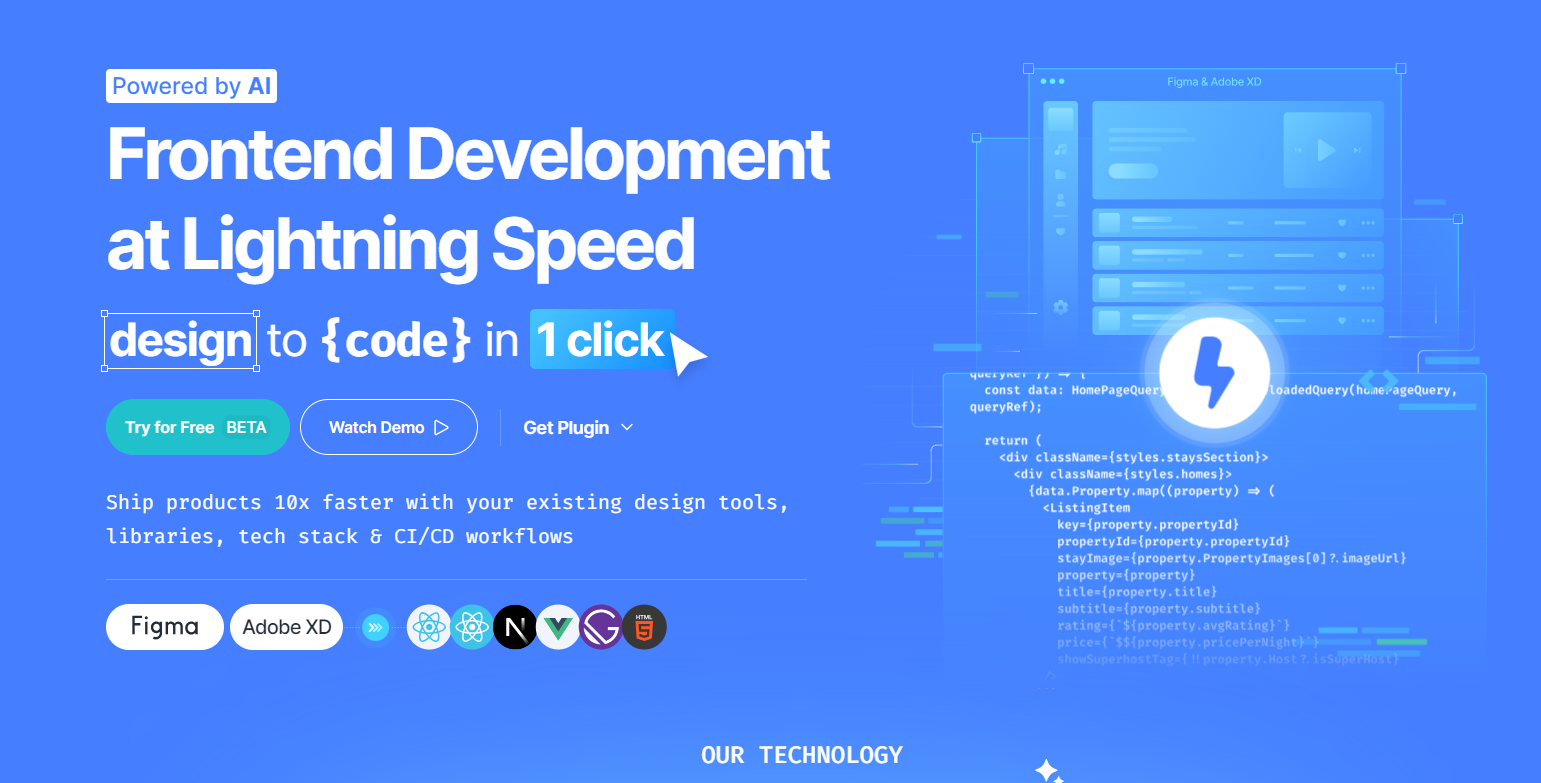 Powered by AI
Frontend Development
at Lightning Speed
design to {code} in 1 click
Try for Free BETA
Watch Demo
Get Plugin
Ship products 10x faster with your existing design tools,
libraries, tech stack & CI/CD workflows
Figma
Adobe XD
N
HTML
5
Figma & Adobe XD
queryRef }) => {
const data: HomePageQuery loadedQuery(homePageQuery,
queryRef);
return (
<div className={styles.staysSection}>
<div className={styles.homes}>
{data.Property.map((property) => (
<ListingItem
key={property.propertyId}
propertyId={property.propertyId}
stayImage={property.PropertyImages[0]?.imageUrl}
property={property}
title={property.title}
subtitle={property.subtitle}
rating={`${property.avgRating}`}
price={`$${property.pricePerNight}`}
showSuperhostTag={!!property.Host?.isSuperHost}
OUR TECHNOLOGY